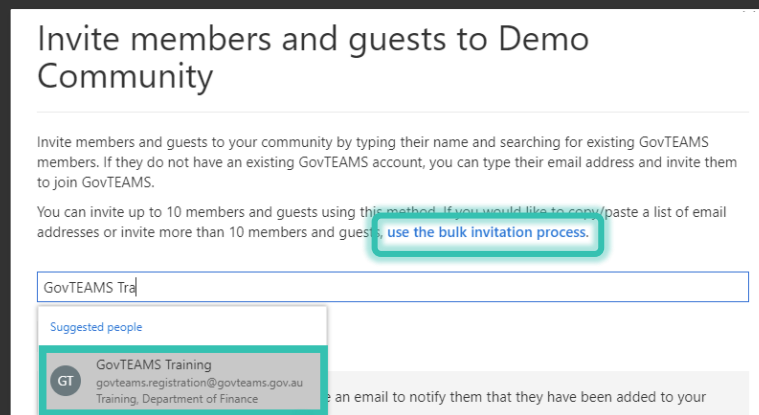 Invite members and guests to Demo
Community
Invite members and guests to your community by typing their name and searching for existing GovTEAMS
members. If they do not have an existing GovTEAMS account, you can type their email address and invite them
to join GovTEAMS.
You can invite up to 10 members and guests using this method. If you would like to copy/paste a list of email
addresses or invite more than 10 members and guests, use the bulk invitation process.
GovTEAMS Tra
Suggested people
GT
GovTEAMS Training
govteams.registration@govteams.gov.au
Training, Department of Finance
an email to notify them that they have been added to your